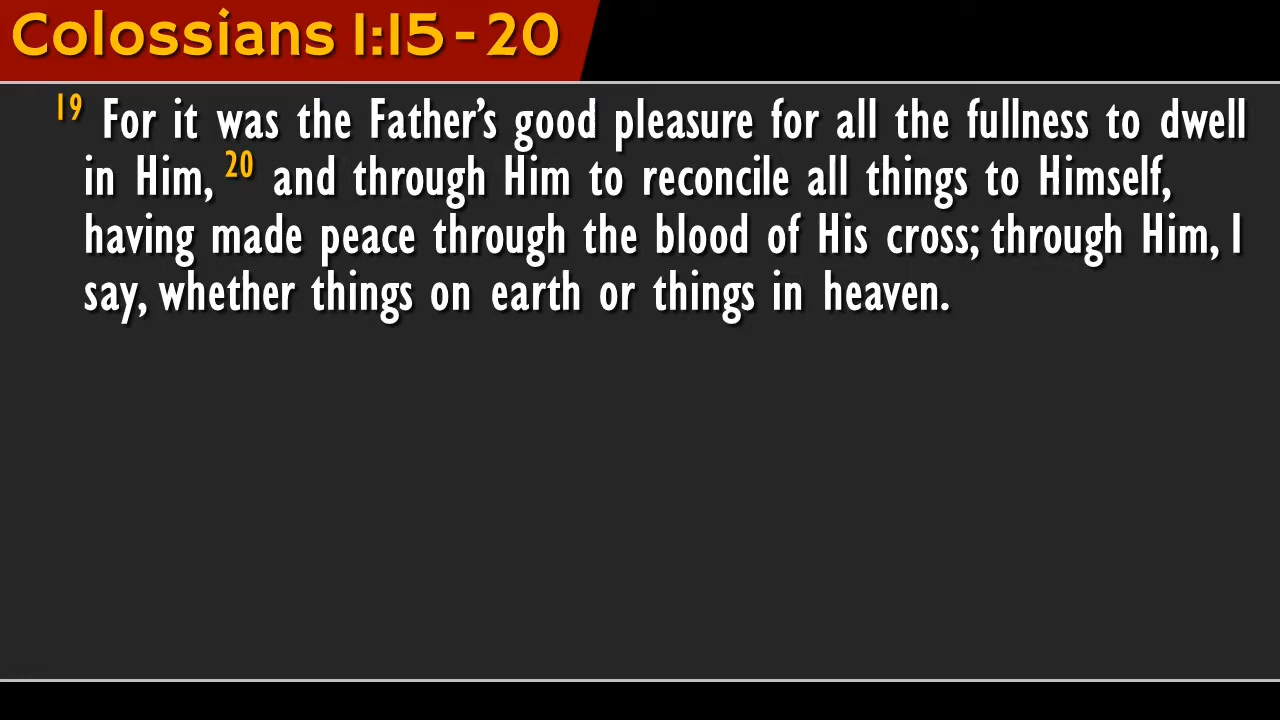 Colossians 1:15 - 20
19 For it was the Father’s good pleasure for all the fullness to dwell
in Him, 20 and through Him to reconcile all things to Himself,
having made peace through the blood of His cross; through Him, I
say, whether things on earth or things in heaven.